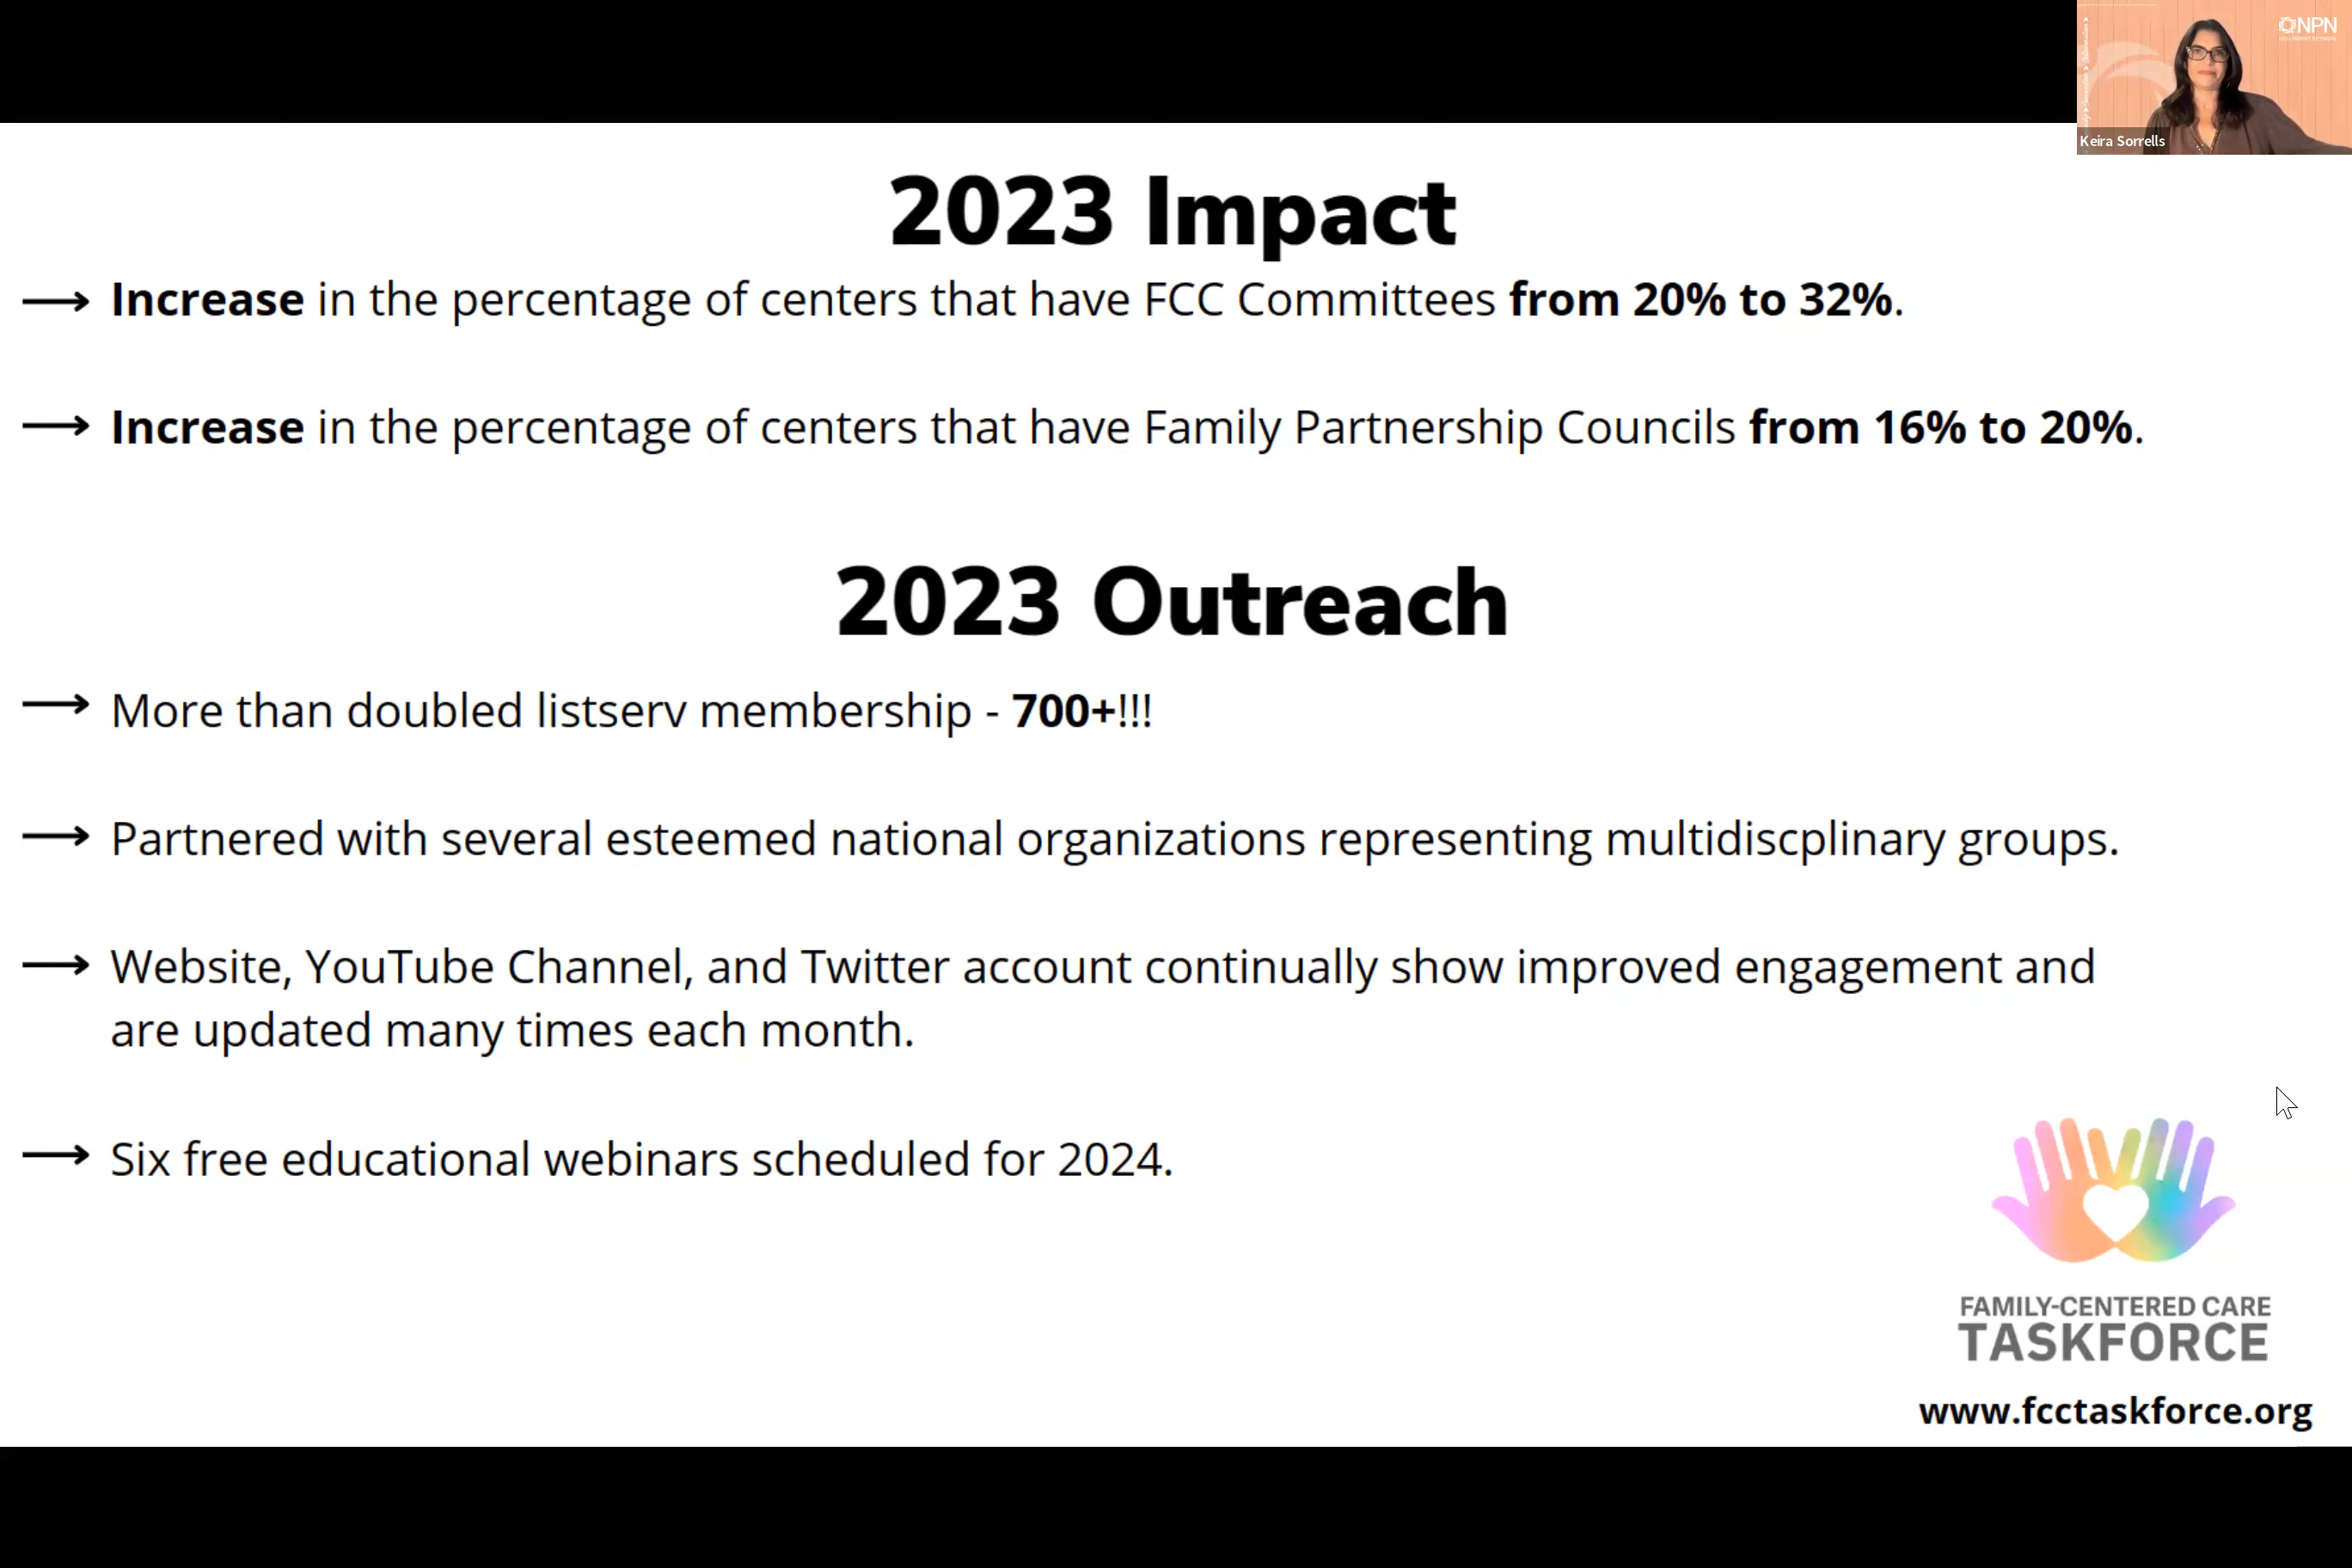 NPN
Keira Sorrells
2023 Impact
Increase in the percentage of centers that have FCC Committees from 20% to 32%.
Increase in the percentage of centers that have Family Partnership Councils from 16% to 20%.
2023 Outreach
More than doubled listserv membership - 700+!!!
Partnered with several esteemed national organizations representing multidiscplinary groups.
Website, YouTube Channel, and Twitter account continually show improved engagement and
are updated many times each month.
Six free educational webinars scheduled for 2024.
FAMILY-CENTERED CARE
TASKFORCE
www.fcctaskforce.org